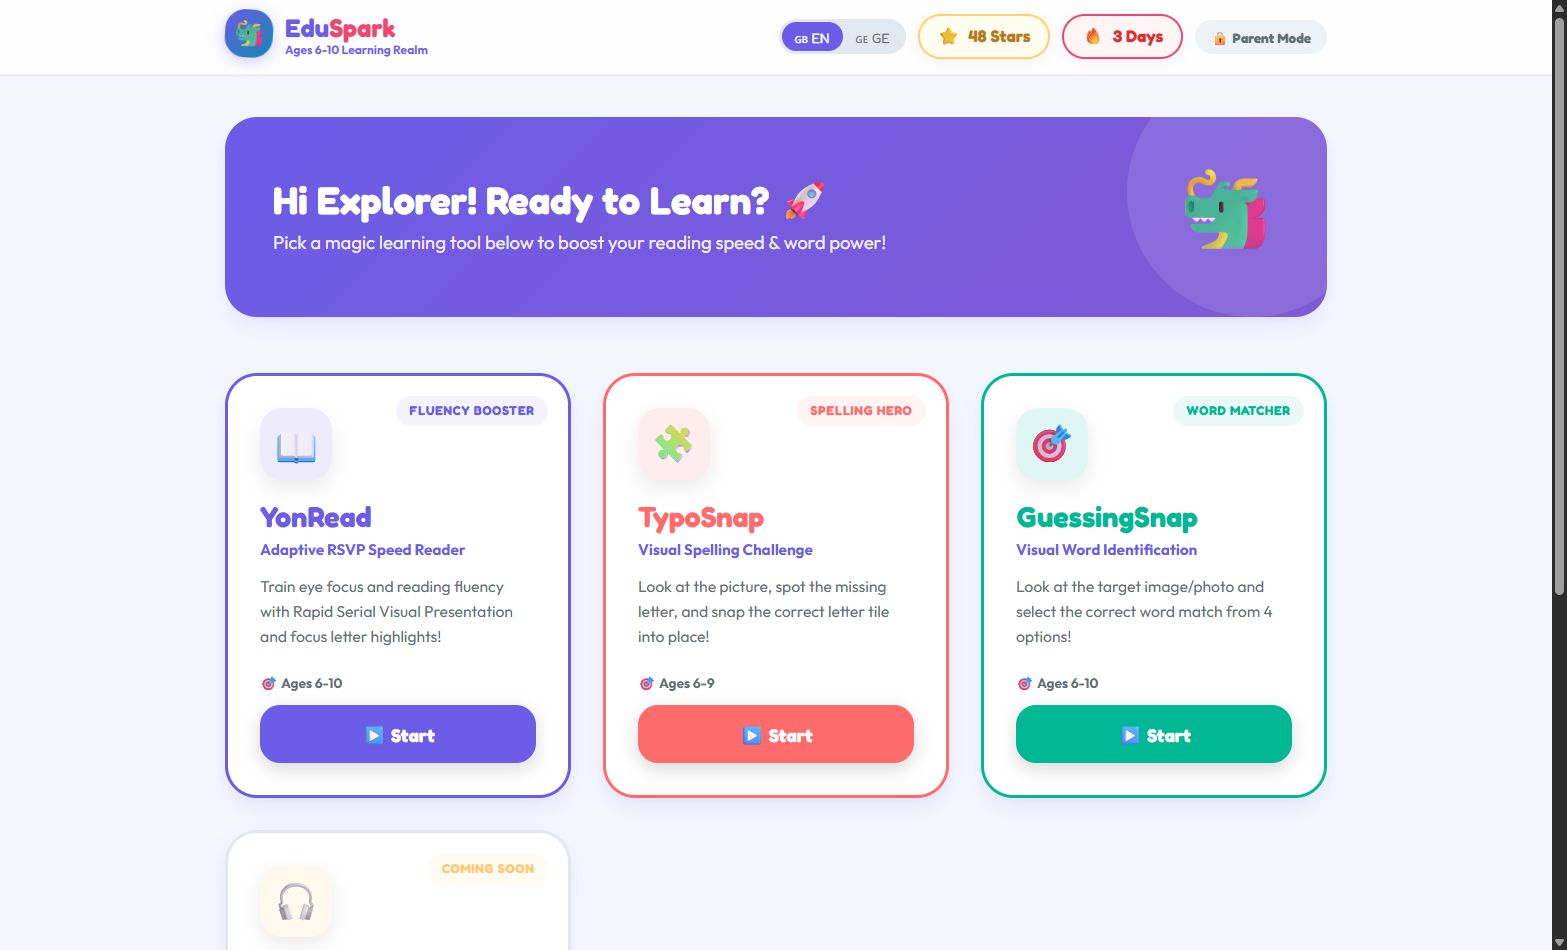 EduSpark
Ages 6-10 Learning Realm
GB EN
GE GE
48 Stars
3 Days
Parent Mode
Hi Explorer! Ready to Learn?
Pick a magic learning tool below to boost your reading speed & word power!
FLUENCY BOOSTER
YonRead
Adaptive RSVP Speed Reader
Train eye focus and reading fluency
with Rapid Serial Visual Presentation
and focus letter highlights!
Ages 6-10
Start
SPELLING HERO
TypoSnap
Visual Spelling Challenge
Look at the picture, spot the missing
letter, and snap the correct letter tile
into place!
Ages 6-9
Start
WORD MATCHER
GuessingSnap
Visual Word Identification
Look at the target image/photo and
select the correct word match from 4
options!
Ages 6-10
Start
COMING SOON